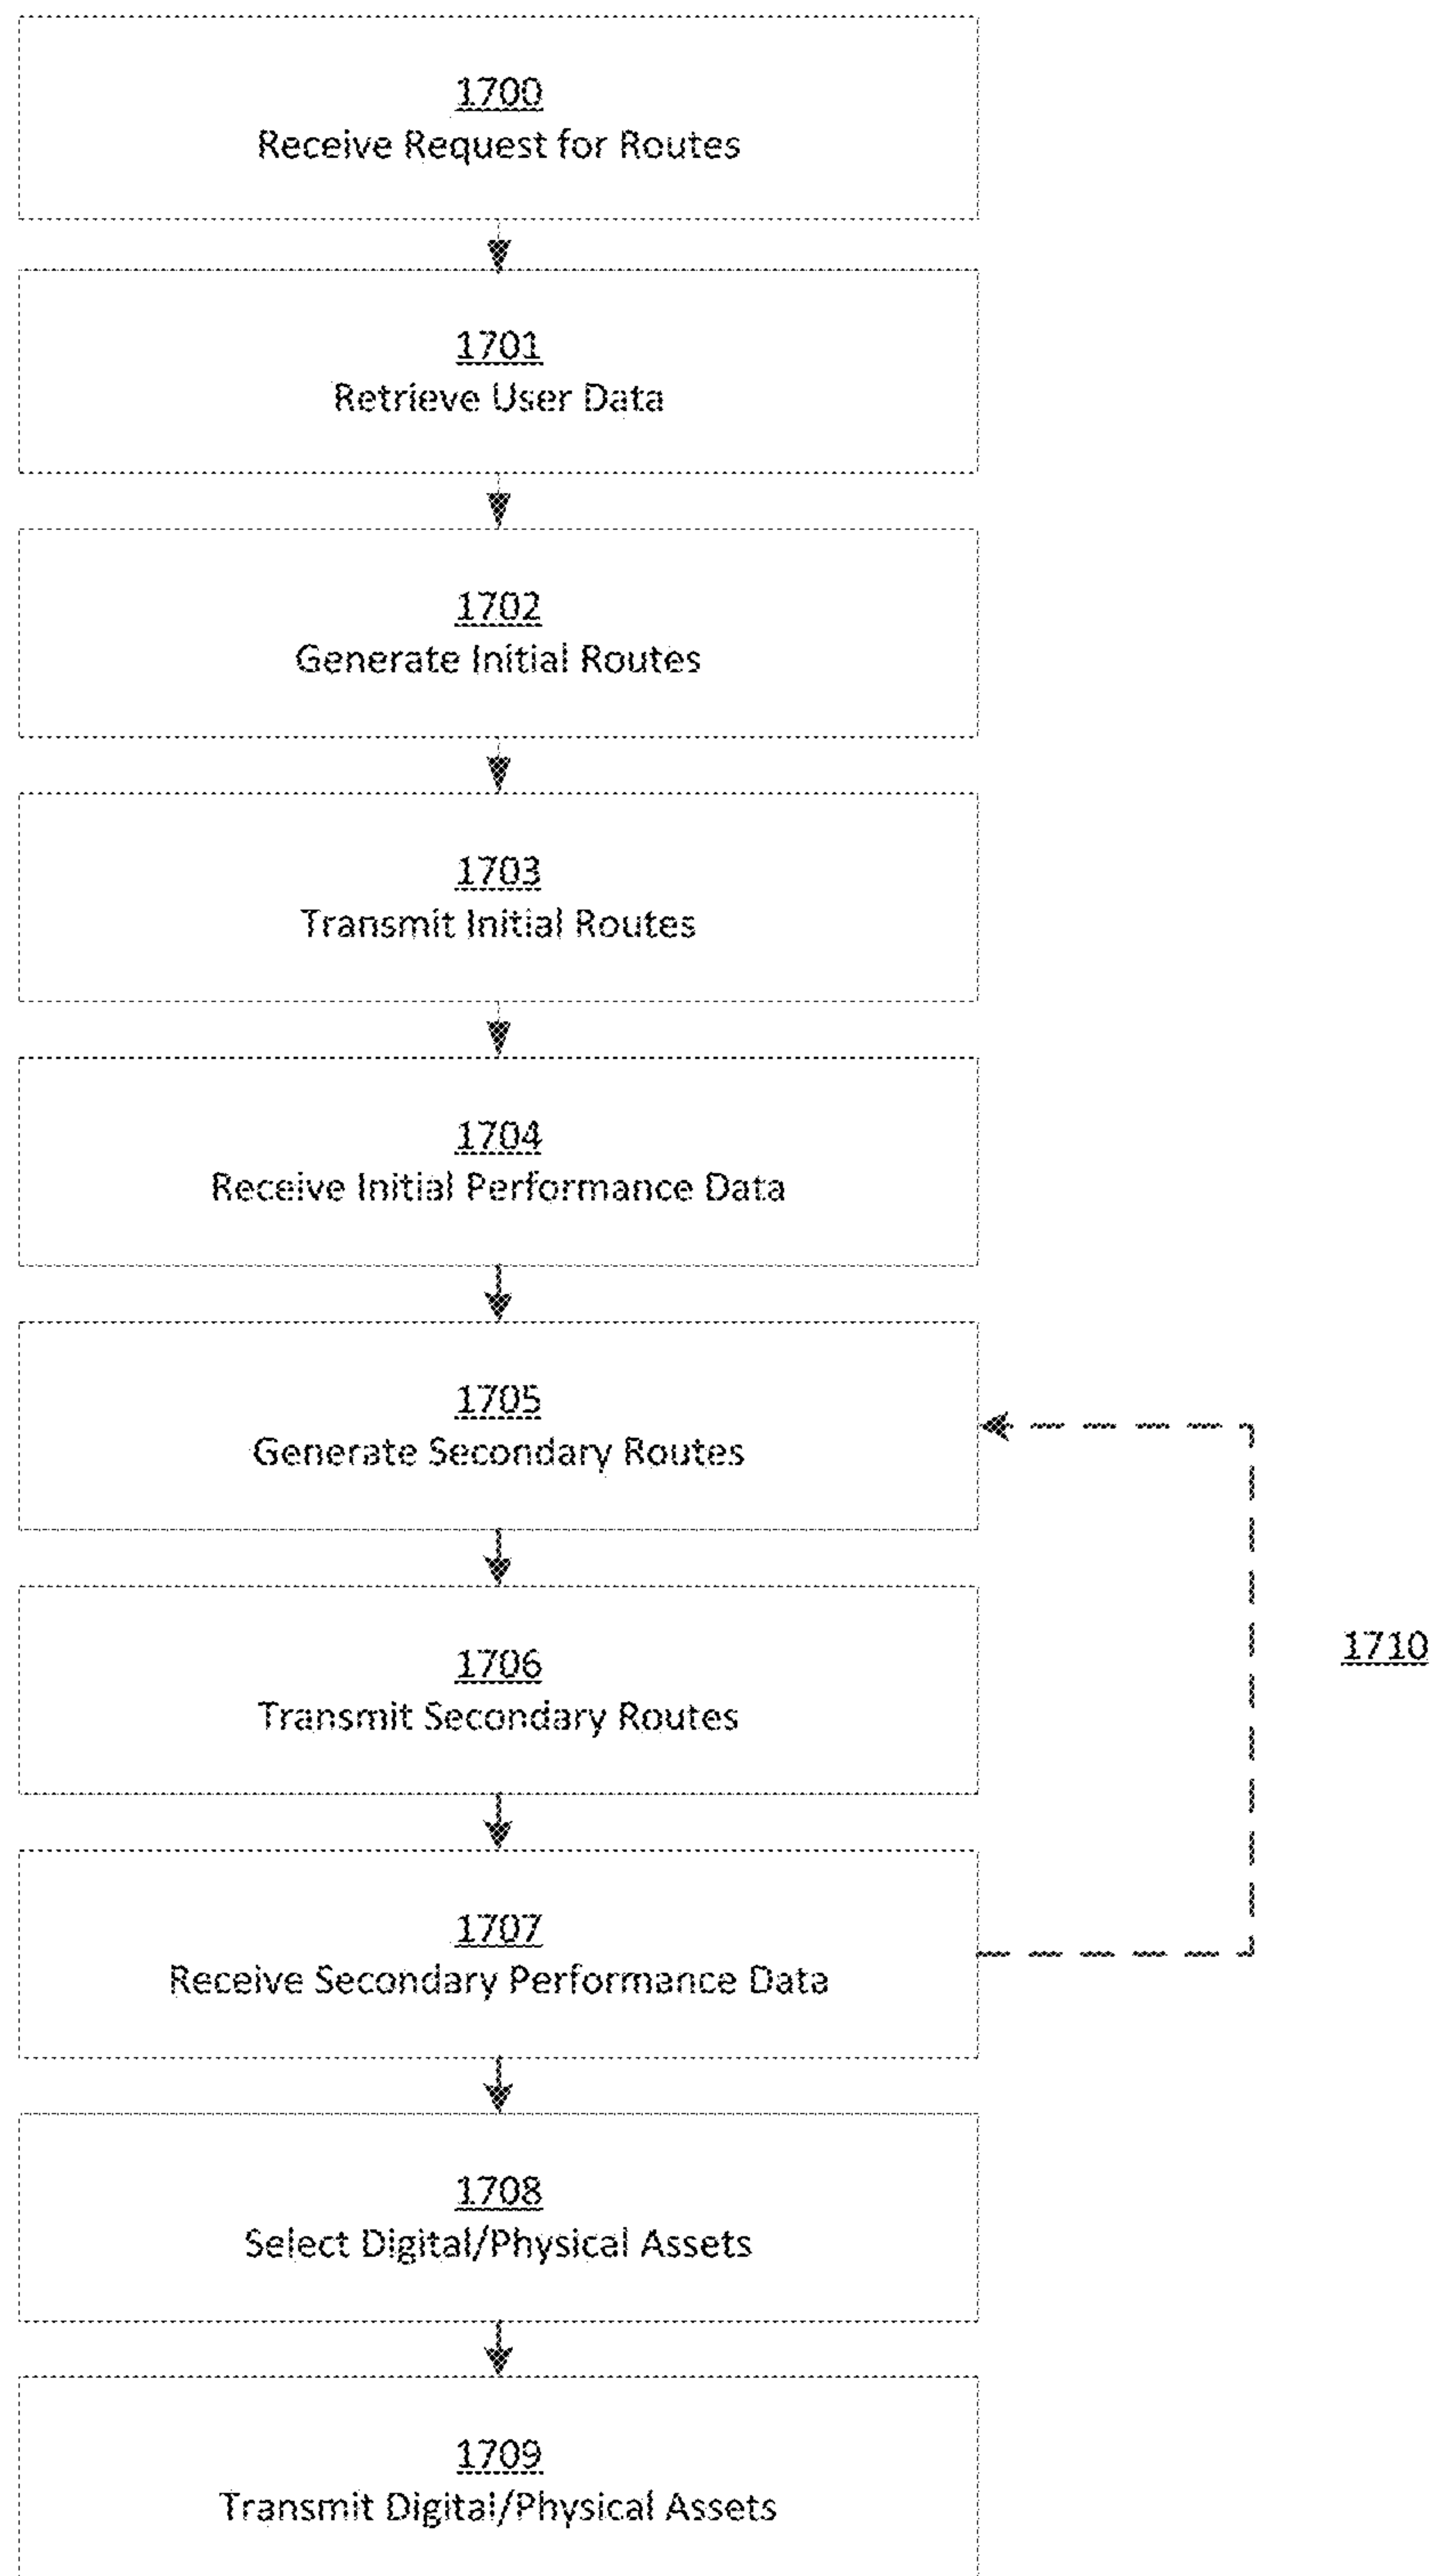 1700
Receive Request for Routes
1701
Retrieve User Data
1702
Generate Initial Routes
1703
Transmit Initial Routes
1704
Receive Initial Performance Data
1705
Generate Secondary Routes
1706
Transmit Secondary Routes
1710
1707
Receive Secondary Performance Data
1708
Select Digital/Physical Assets
1709
Transmit Digital/Physical Assets